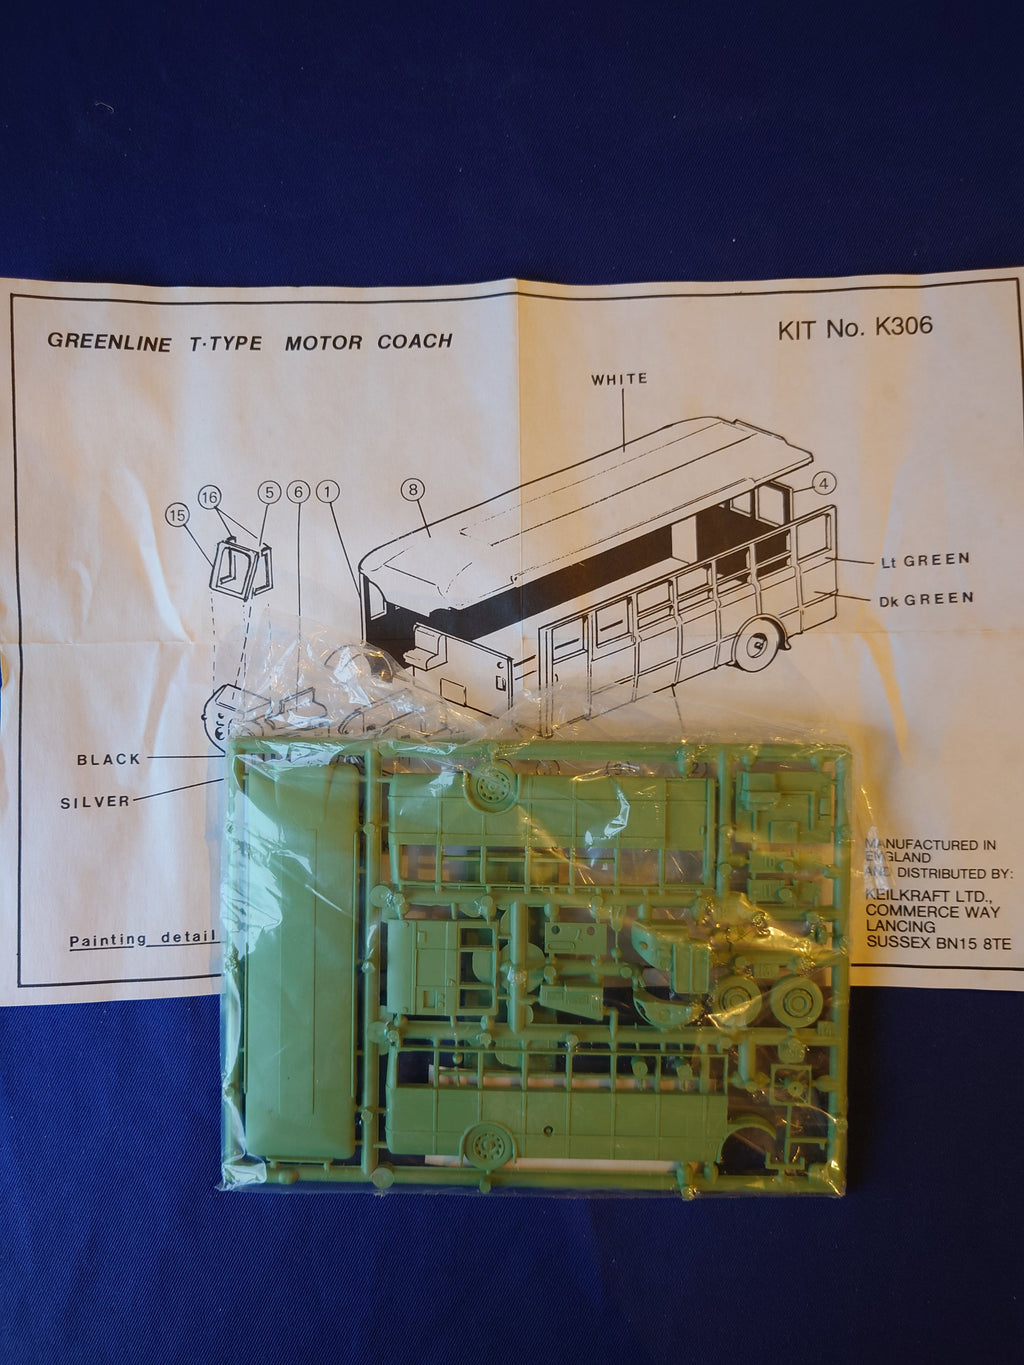 GREENLINE T·TYPE MOTOR COACH
KIT No. K306
WHITE
16
5
6
1
8
4
15
Lt GREEN
Dk GREEN
BLACK
SILVER
2
MANUFACTURED IN
ENGLAND
AND DISTRIBUTED BY:
KEILKRAFT LTD.,
COMMERCE WAY
LANCING
SUSSEX BN15 8TE
Painting detail